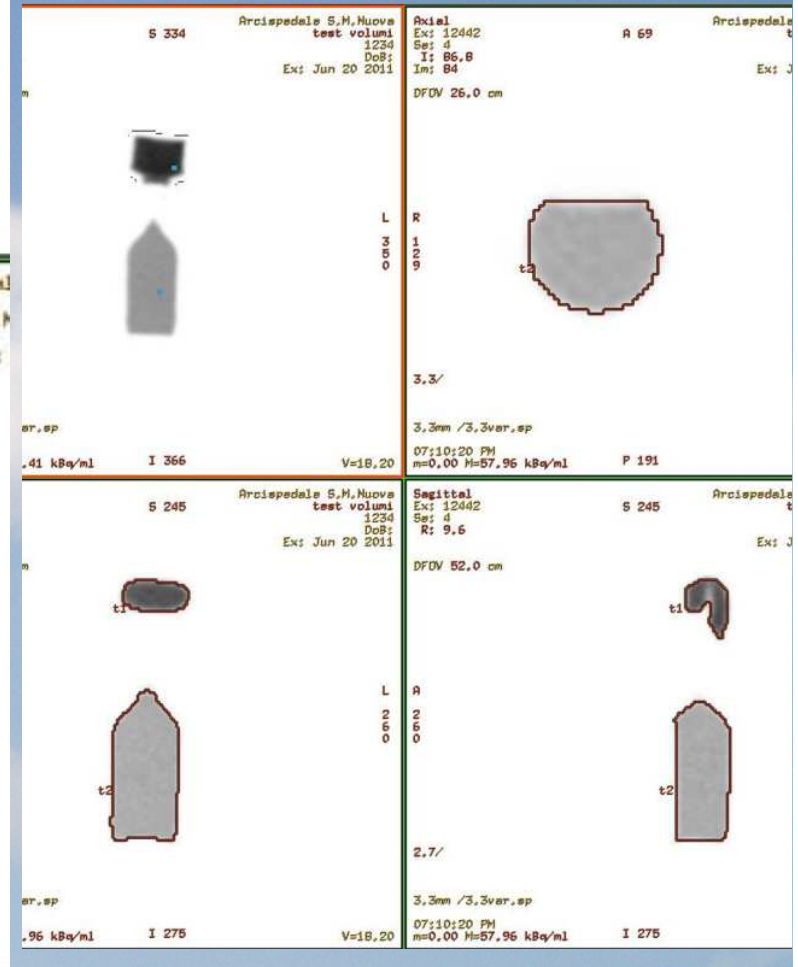 Arcispedale S.M.Nuova
S 334
test volumi
1234
DoB:
Ex: Jun 20 2011
m
L
3
5
0
ar.sp
.41 kBq/ml
I 366
V=18.20
Axial
Ex: 12442
Se: 4
I: 86.8
Im: 84
A 69
Arcispedale
t
Ex: J
DFOV 26.0 cm
R
1
2
9
t2
3.3/
3.3mm /3.3var.sp
07:10:20 PM
m=0.00 M=57.96 kBq/ml
P 191
Arcispedale S.M.Nuova
S 245
test volumi
1234
DoB:
Ex: Jun 20 2011
m
t1
L
2
6
0
t2
ar.sp
.96 kBq/ml
I 275
V=18.20
Sagittal
Ex: 12442
Se: 4
R: 9.6
S 245
Arcispedale
t
Ex: J
DFOV 52.0 cm
t1
A
2
6
0
t2
2.7/
3.3mm /3.3var.sp
07:10:20 PM
m=0.00 M=57.96 kBq/ml
I 275